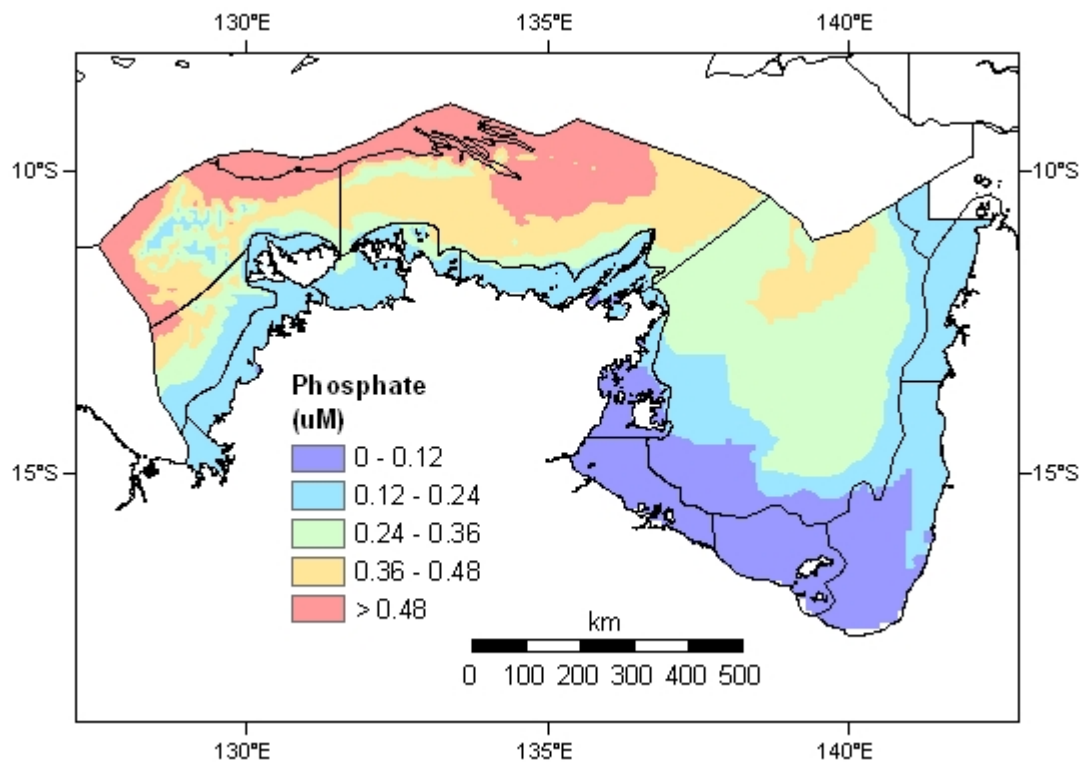 130°E 135°E 140°E
10°S 10°S
Phosphate
(uM)
0 - 0.12
15°S 15°S
0.12 - 0.24
0.24 - 0.36
0.36 - 0.48
> 0.48
km
0 100 200 300 400 500
130°E 135°E 140°E